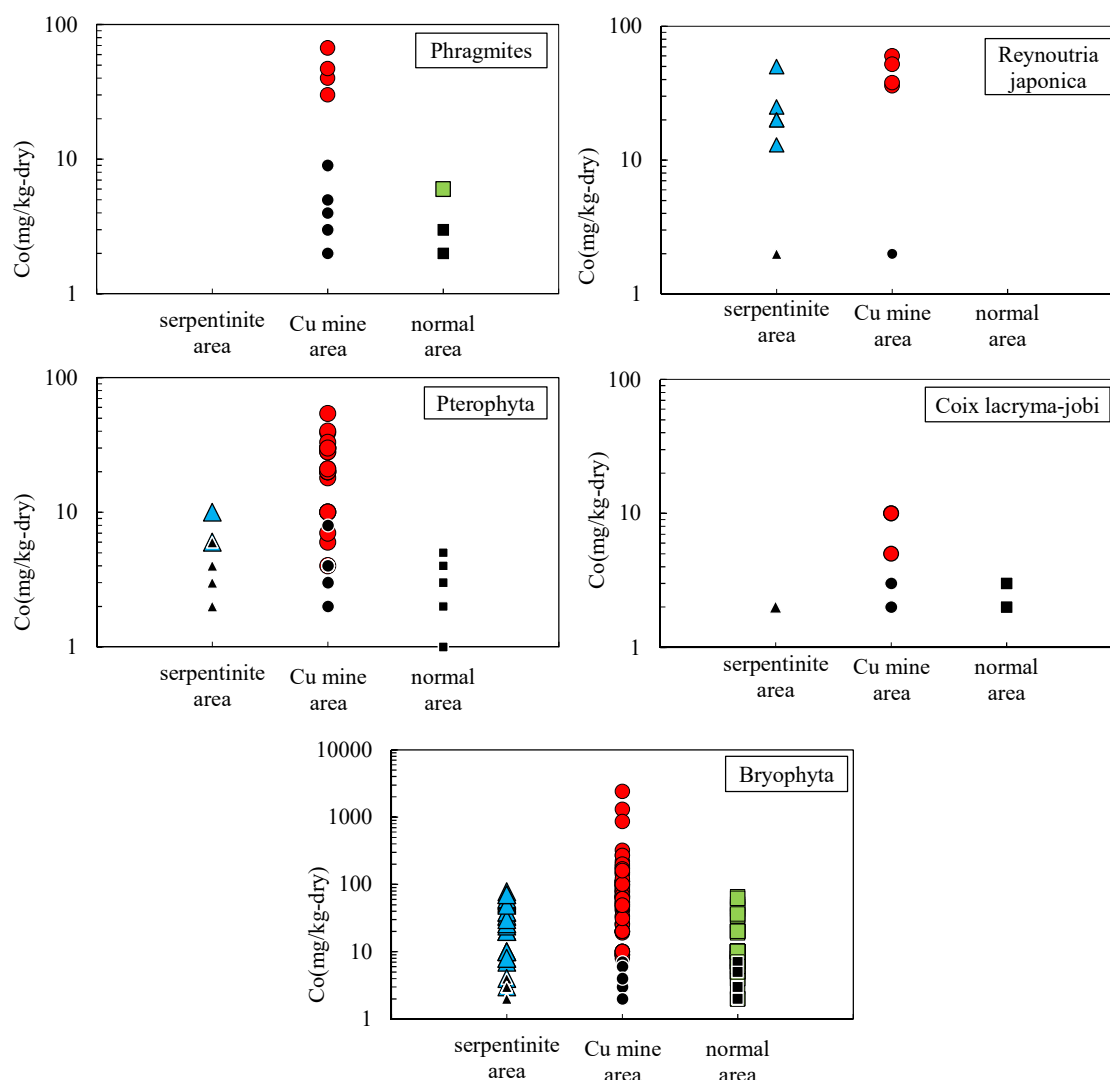 100
10
1
Co(mg/kg-dry)
Phragmites
serpentinite
area
Cu mine
area
normal
area
100
10
1
Co(mg/kg-dry)
Reynoutria
japonica
serpentinite
area
Cu mine
area
normal
area
100
10
1
Co(mg/kg-dry)
Pterophyta
serpentinite
area
Cu mine
area
normal
area
100
10
1
Co(mg/kg-dry)
Coix lacryma-jobi
serpentinite
area
Cu mine
area
normal
area
10000
1000
100
10
1
Co(mg/kg-dry)
Bryophyta
serpentinite
area
Cu mine
area
normal
area